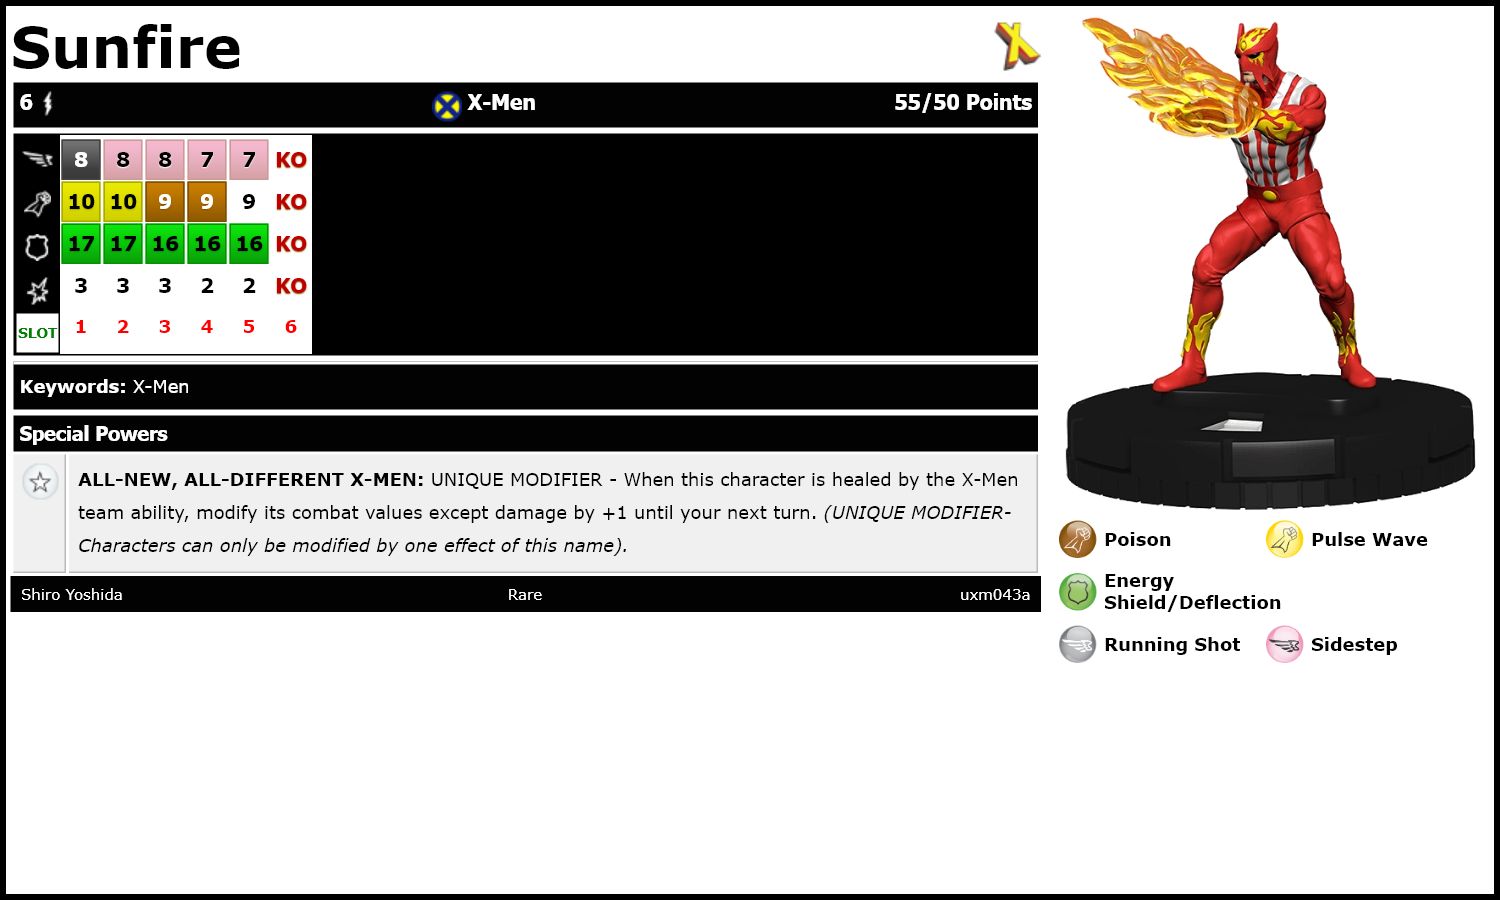 Sunfire
6 X-Men 55/50 Points
8 8 8 7 7 KO
10 10 9 9 9 KO
17 17 16 16 16 KO
3 3 3 2 2 KO
SLOT 1 2 3 4 5 6
Keywords: X-Men
Special Powers
ALL-NEW, ALL-DIFFERENT X-MEN: UNIQUE MODIFIER - When this character is healed by the X-Men
team ability, modify its combat values except damage by +1 until your next turn. (UNIQUE MODIFIER-
Characters can only be modified by one effect of this name).
Shiro Yoshida Rare uxm043a
Poison Pulse Wave
Energy
Shield/Deflection
Running Shot Sidestep